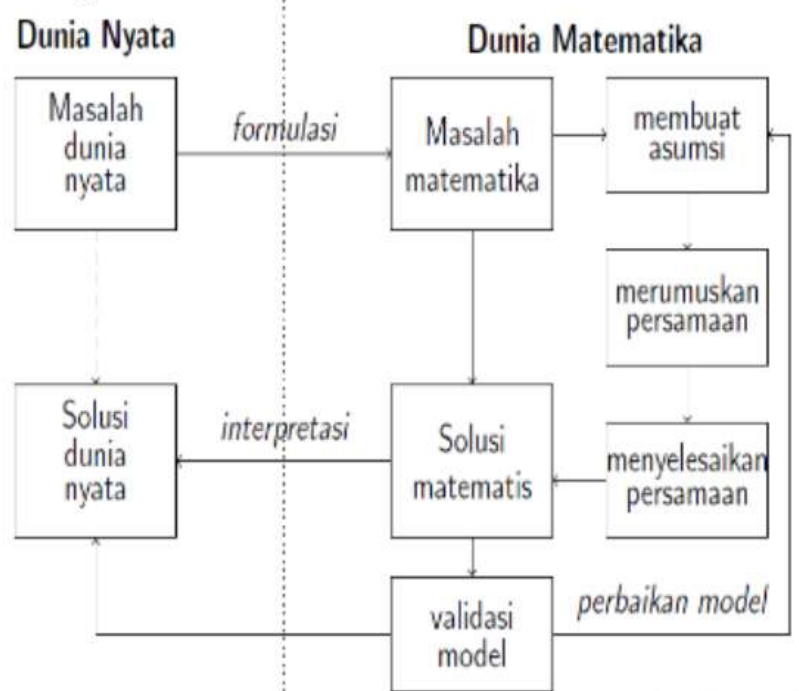 Dunia Nyata
Dunia Matematika
Masalah
dunia
nyata
formulasi
Masalah
matematika
membuat
asumsi
merumuskan
persamaan
Solusi
dunia
nyata
interpretasi
Solusi
matematis
menyelesaikan
persamaan
validasi
model
perbaikan model